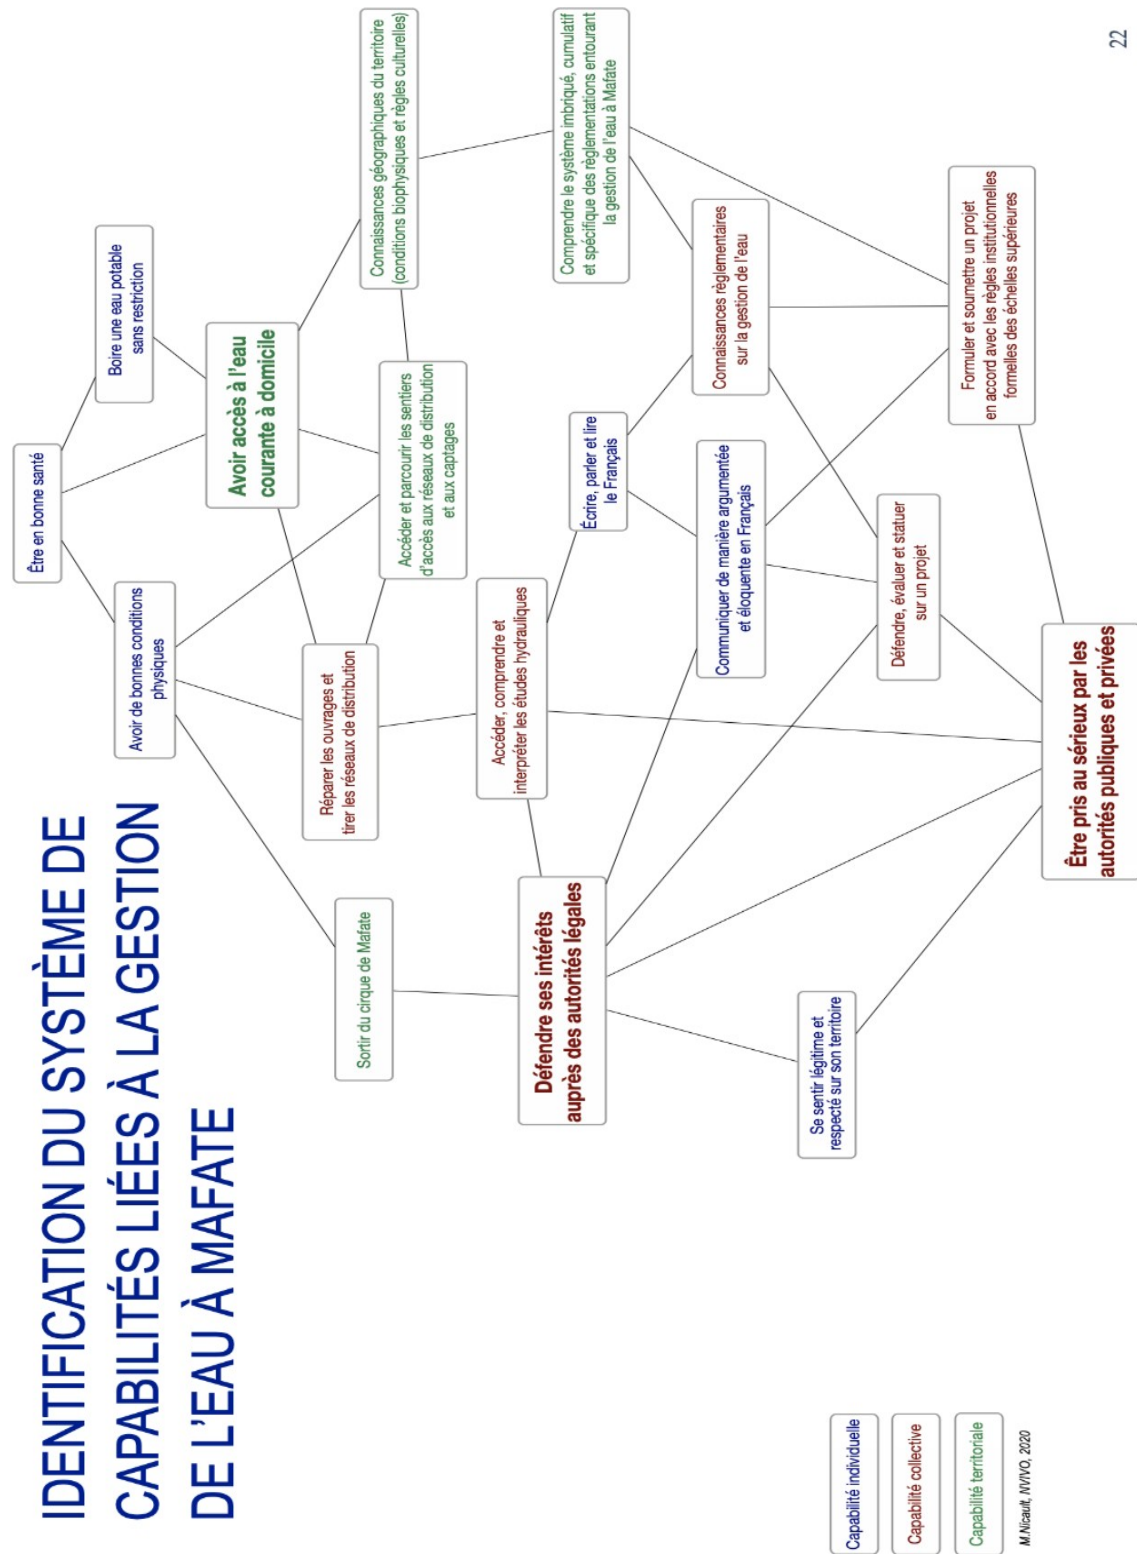 IDENTIFICATION DU SYSTÈME DE
CAPABILITÉS LIÉES À LA GESTION
DE L'EAU À MAFATE
Être en bonne santé
Boire une eau potable
sans restriction
Avoir de bonnes conditions
physiques
Avoir accès à l'eau
courante à domicile
Connaissances géographiques du territoire
(conditions biophysiques et règles culturelles)
Réparer les ouvrages et
tirer les réseaux de distribution
Accéder et parcourir les sentiers
d'accès aux réseaux de distribution
et aux captages
Sortir du cirque de Mafate
Accéder, comprendre et
interpréter les études hydrauliques
Écrire, parler et lire
le Français
Comprendre le système imbriqué, cumulatif
et spécifique des règlementations entourant
la gestion de l'eau à Mafate
Défendre ses intérêts
auprès des autorités légales
Communiquer de manière argumentée
et éloquente en Français
Connaissances règlementaires
sur la gestion de l'eau
Se sentir légitime et
respecté sur son territoire
Défendre, évaluer et statuer
sur un projet
Formuler et soumettre un projet
en accord avec les règles institutionnelles
formelles des échelles supérieures
Être pris au sérieux par les
autorités publiques et privées
Capabilité individuelle
Capabilité collective
Capabilité territoriale
M.Nicault, NVIVO, 2020
22